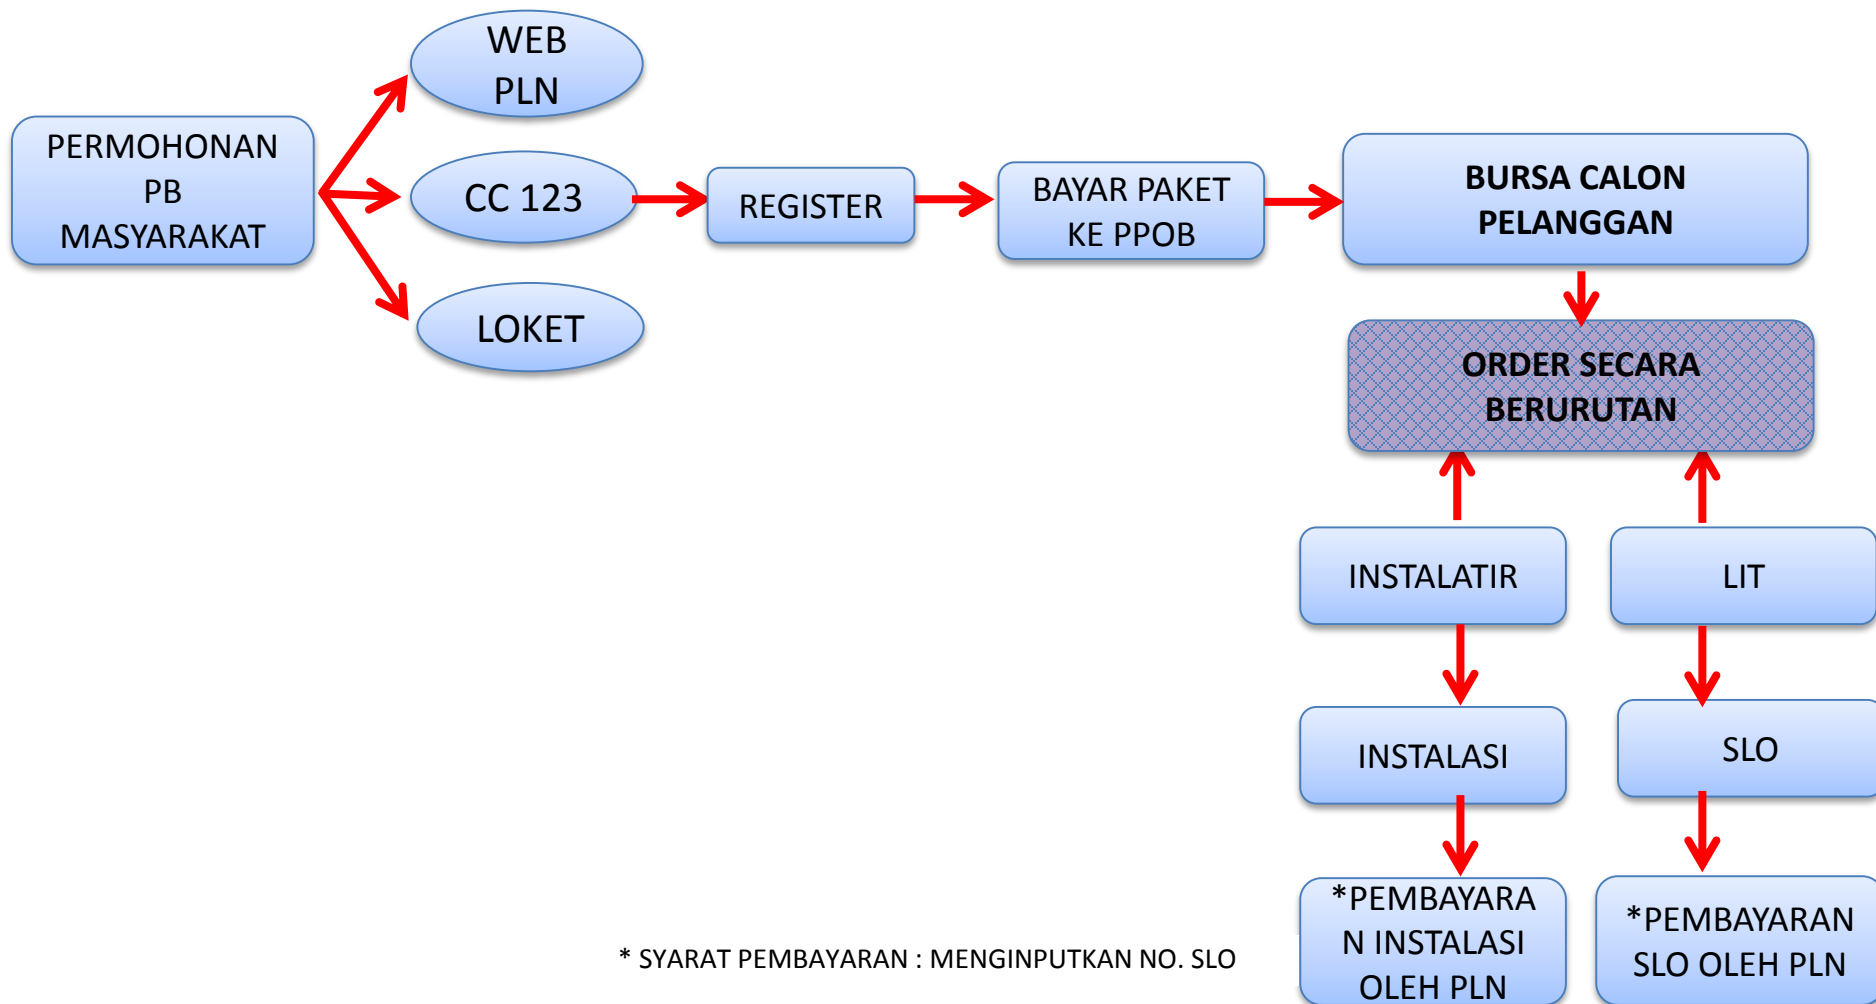 WEB
PLN
PERMOHONAN
PB
MASYARAKAT
CC 123
LOKET
REGISTER
BAYAR PAKET
KE PPOB
BURSA CALON
PELANGGAN
ORDER SECARA
BERURUTAN
INSTALATIR
LIT
INSTALASI
SLO
*PEMBAYARA
N INSTALASI
OLEH PLN
*PEMBAYARAN
SLO OLEH PLN
* SYARAT PEMBAYARAN : MENGINPUTKAN NO. SLO